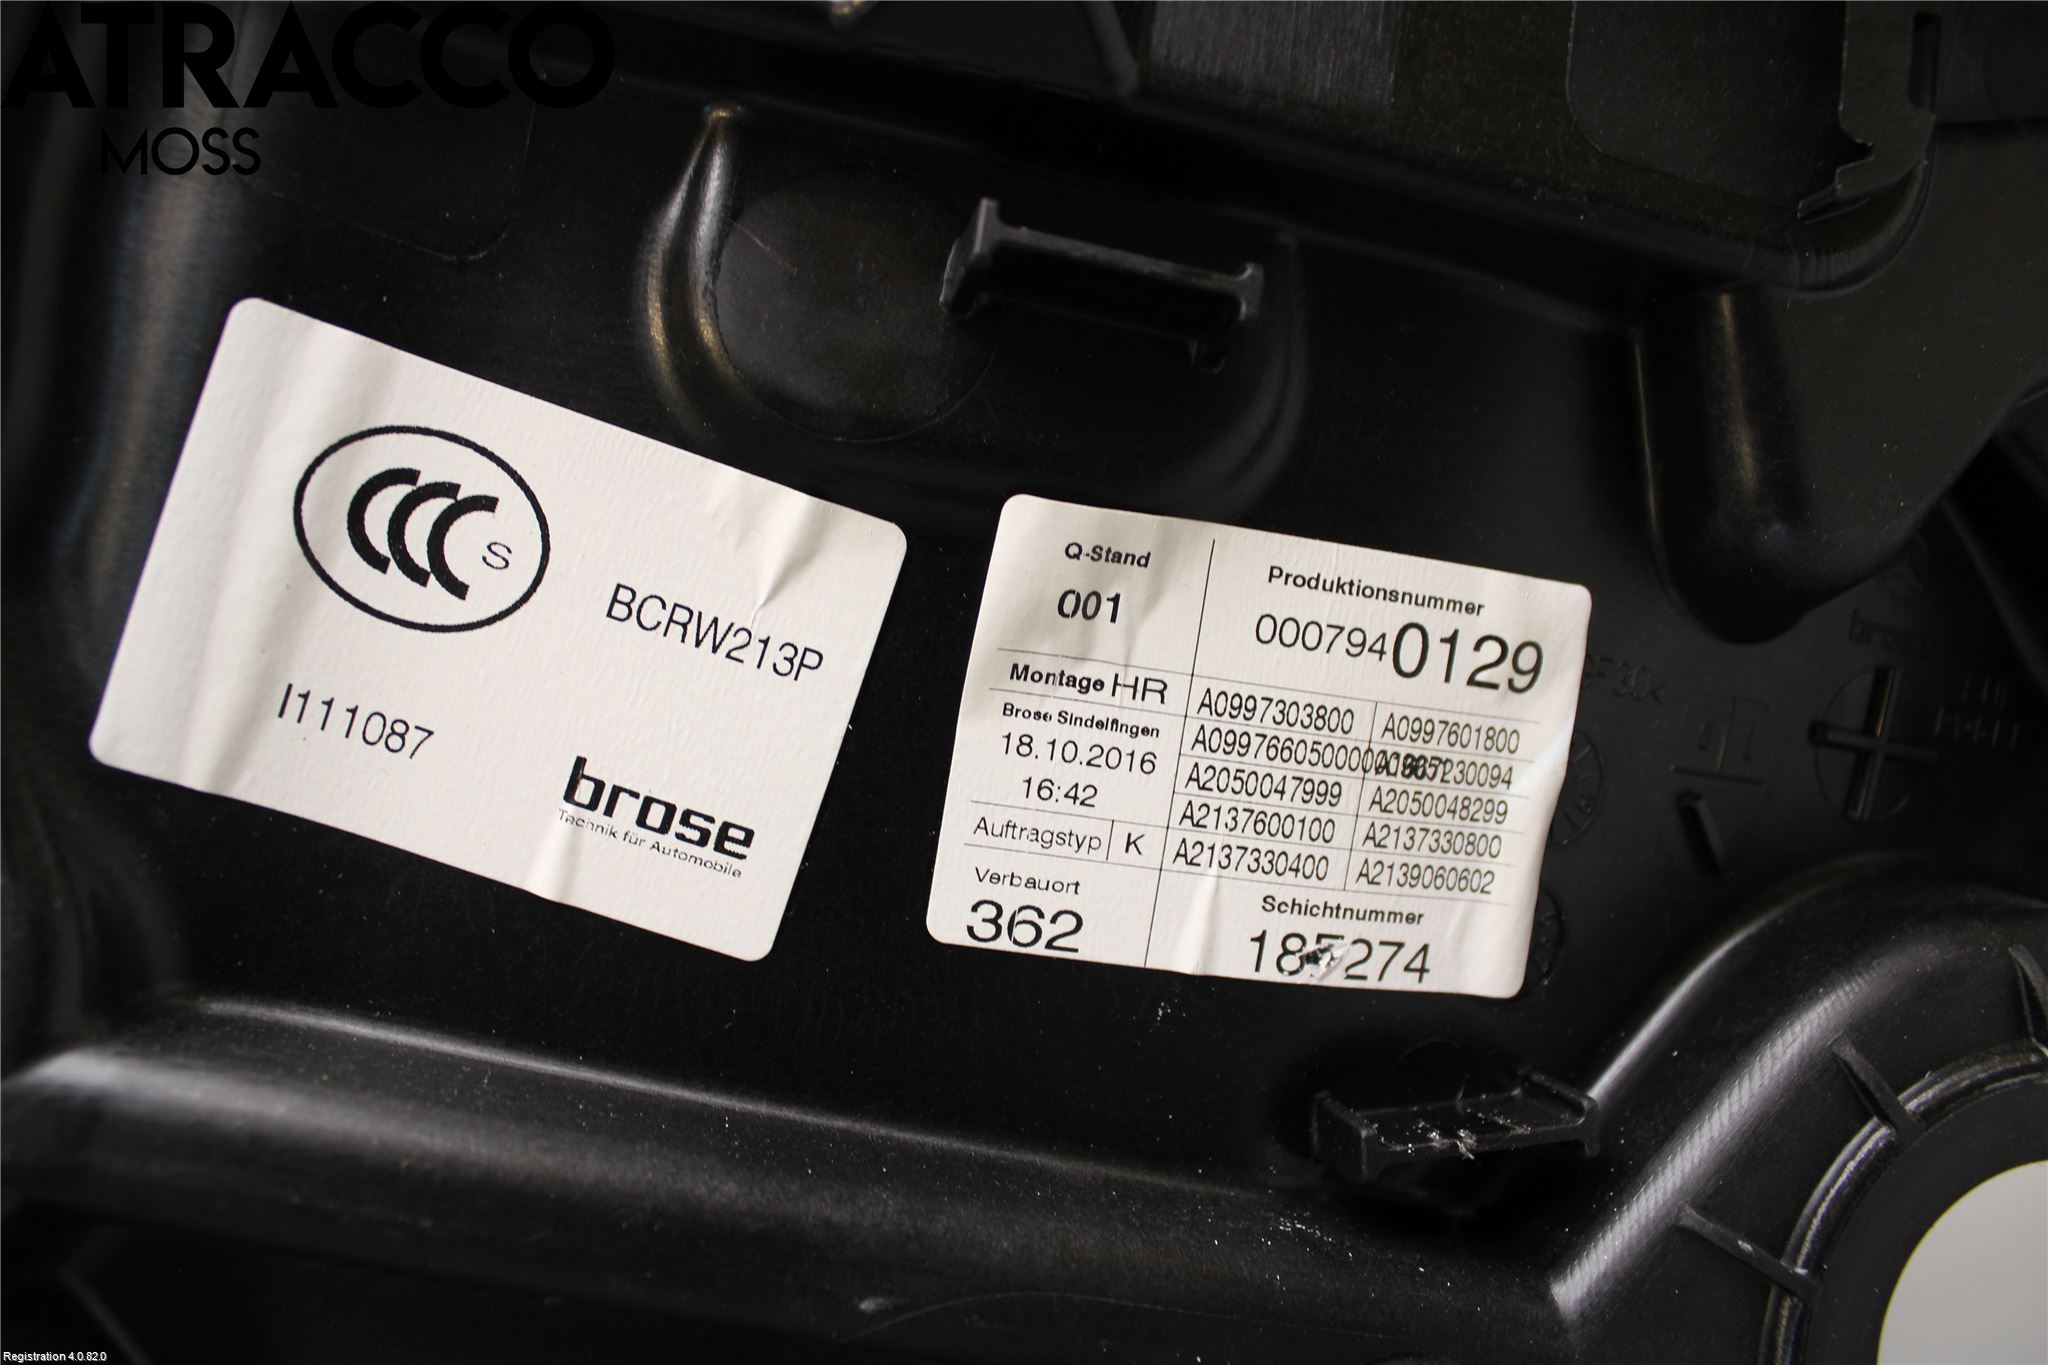 ATRACCO
MOSS
CCC S
BCRW213P
I111087
brose
Technik für Automobile
Q-Stand
001
Produktionsnummer
0007940129
Montage HR
Brose Sindelfingen
18.10.2016
16:42
Auftragstyp K
Verbauort
362
A0997303800 A0997601800
A2050047999 A2050048299
A2137600100 A2137330800
A2137330400 A2139060602
Schichtnummer
Registration 4.0.82.0